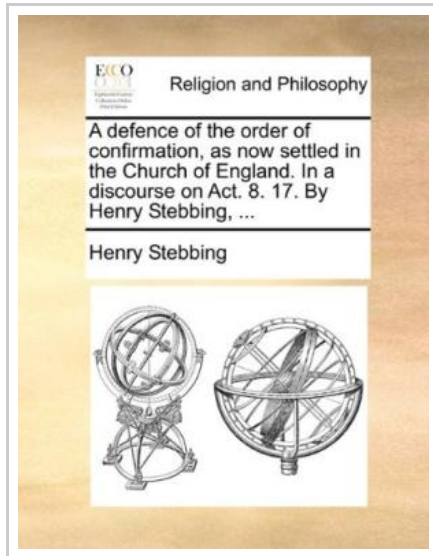 ECCO
Religion and Philosophy
A defence of the order of
confirmation, as now settled in
the Church of England. In a
discourse on Act. 8. 17. By
Henry Stebbing, ...
Henry Stebbing